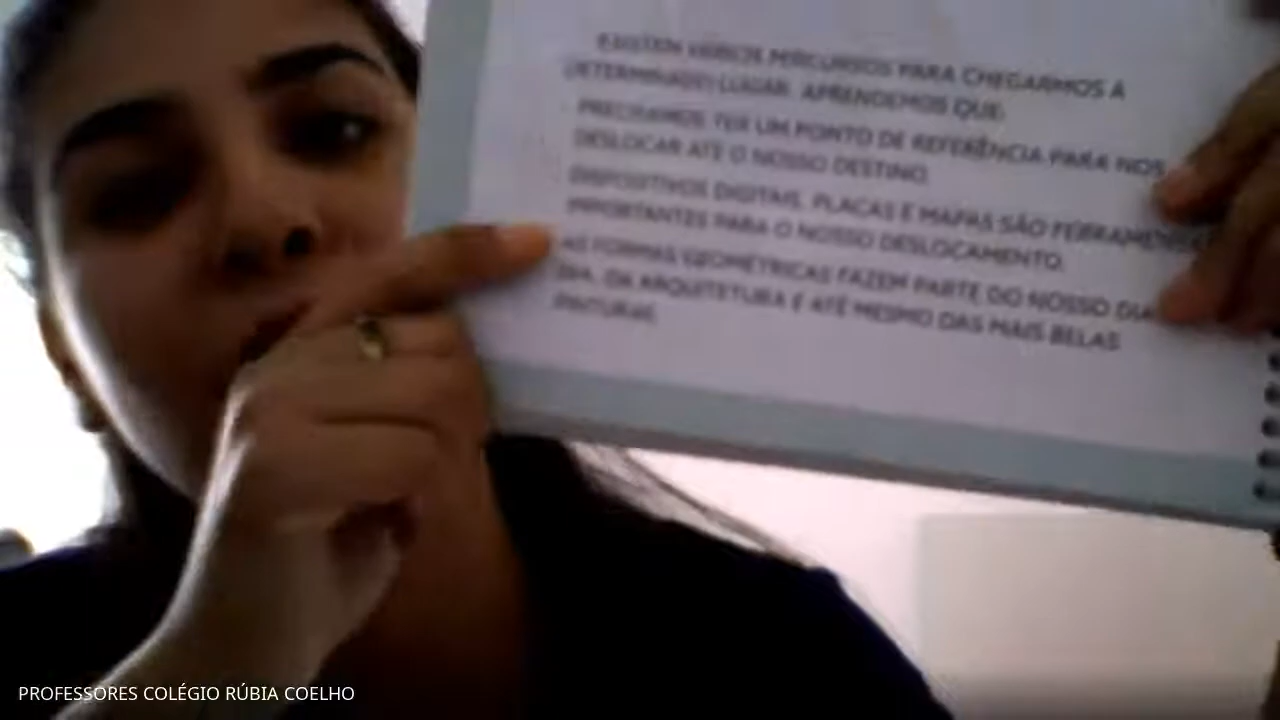 EXISTEM VÁRIOS PERCURSOS PARA CHEGARMOS A
DETERMINADO LUGAR. APRENDEMOS QUE:
PRECISAMOS TER UM PONTO DE REFERÊNCIA PARA NOS
DESLOCAR ATÉ O NOSSO DESTINO.
DISPOSITIVOS DIGITAIS, PLACAS E MAPAS SÃO FERRAMENTAS
IMPORTANTES PARA O NOSSO DESLOCAMENTO.
AS FORMAS GEOMÉTRICAS FAZEM PARTE DO NOSSO DIA
DIA, DA ARQUITETURA E ATÉ MESMO DAS MAIS BELAS
PINTURAS.
PROFESSORES COLÉGIO RÚBIA COELHO